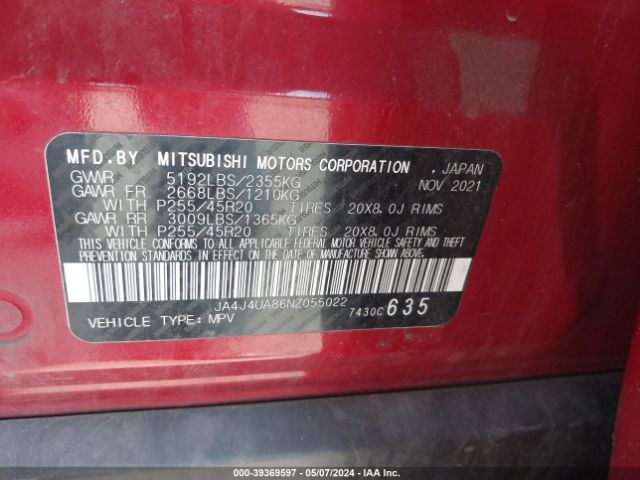 MFD.BY MITSUBISHI MOTORS CORPORATION , JAPAN
GVWR 5192LBS/2355KG NOV 2021
GAWR FR 2668LBS/1210KG
WITH P255/45R20 TIRES 20X8.0J RIMS
GAWR RR 3009LBS/1365KG
WITH P255/45R20 TIRES 20X8.0J RIMS
THIS VEHICLE CONFORMS TO ALL APPLICABLE FEDERAL MOTOR VEHICLE SAFETY AND THEFT
PREVENTION STANDARDS IN EFFECT ON THE DATE OF MANUFACTURE SHOWN ABOVE.
JA4J4UA86NZ055022
VEHICLE TYPE: MPV 7430C 635
000-39369597 - 05/07/2024 - IAA Inc.